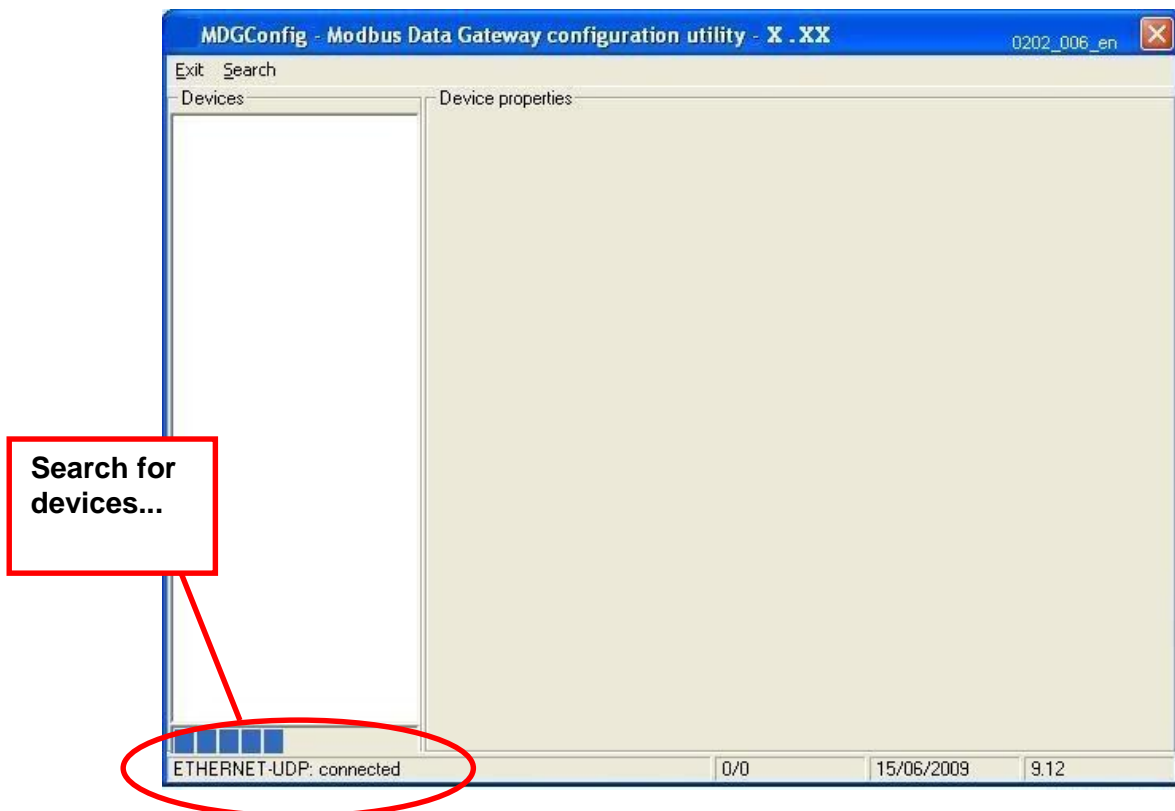 MDGConfig - Modbus Data Gateway configuration utility - X.XX
0202_006_en
Exit Search
Devices
Device properties
Search for
devices...
ETHERNET-UDP: connected
0/0
15/06/2009
9.12